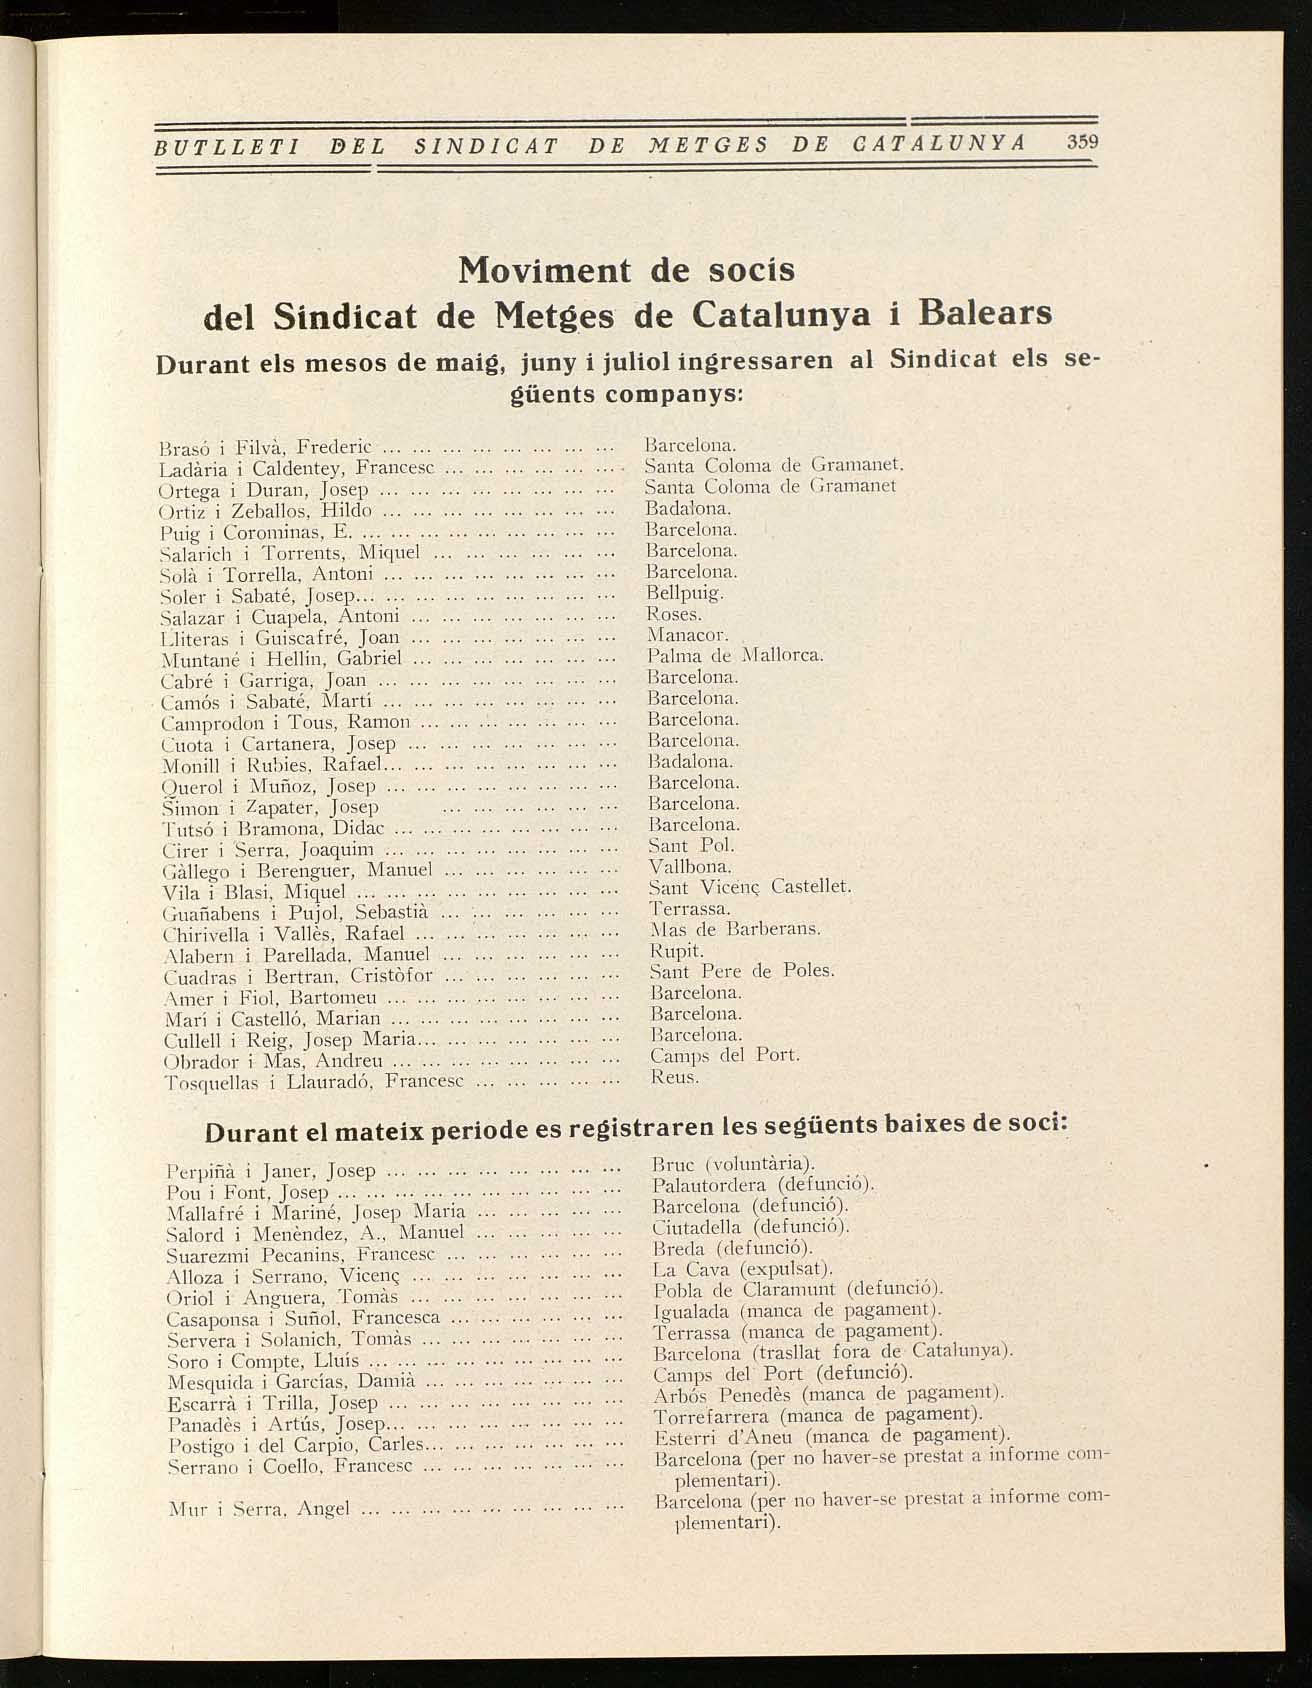 BUTLLETI DEL SINDICAT DE METGES DE CATALUNYA 359
Moviment de socis
del Sindicat de Metges de Catalunya i Balears
Durant els mesos de maig, juny i juliol ingressaren al Sindicat els se-
güents companys:
Brasó i Filvà, Frederic ... ... ... ... ... ... ... ... Barcelona.
Ladària i Caldentey, Francesc ... ... ... ... ... ... Santa Coloma de Gramanet.
Ortega i Duran, Josep ... ... ... ... ... ... ... ... Santa Coloma de Gramanet
Ortiz i Zeballos, Hildo ... ... ... ... ... ... ... ... Badalona.
Puig i Corominas, E. ... ... ... ... ... ... ... ... ... Barcelona.
Salarich i Torrents, Miquel ... ... ... ... ... ... Barcelona.
Solà i Torrella, Antoni ... ... ... ... ... ... ... ... Barcelona.
Soler i Sabaté, Josep... ... ... ... ... ... ... ... ... Bellpuig.
Salazar i Cuapela, Antoni ... ... ... ... ... ... ... Roses.
Lliteras i Guiscafré, Joan ... ... ... ... ... ... ... Manacor.
Muntané i Hellín, Gabriel ... ... ... ... ... ... ... Palma de Mallorca.
Cabré i Garriga, Joan ... ... ... ... ... ... ... ... Barcelona.
Camós i Sabaté, Martí ... ... ... ... ... ... ... ... Barcelona.
Camprodon i Tous, Ramon ... ... ... ... ... ... ... Barcelona.
Cuota i Cartanera, Josep ... ... ... ... ... ... ... Barcelona.
Monill i Rubies, Rafael... ... ... ... ... ... ... ... Badalona.
Querol i Muñoz, Josep ... ... ... ... ... ... ... ... Barcelona.
Simon i Zapater, Josep ... ... ... ... ... ... Barcelona.
Tutsó i Bramona, Didac ... ... ... ... ... ... ... ... Barcelona.
Cirer i Serra, Joaquim ... ... ... ... ... ... ... ... Sant Pol.
Gàllego i Berenguer, Manuel ... ... ... ... ... ... Vallbona.
Vila i Blasi, Miquel ... ... ... ... ... ... ... ... ... Sant Vicenç Castellet.
Guañabens i Pujol, Sebastià ... ... ... ... ... ... Terrassa.
Chirivella i Vallès, Rafael ... ... ... ... ... ... ... Mas de Barberans.
Alabern i Parellada, Manuel ... ... ... ... ... ... Rupit.
Cuadras i Bertran, Cristòfor ... ... ... ... ... ... Sant Pere de Poles.
Amer i Fiol, Bartomeu ... ... ... ... ... ... ... ... Barcelona.
Marí i Castelló, Marian ... ... ... ... ... ... ... ... Barcelona.
Cullell i Reig, Josep Maria... ... ... ... ... ... ... Barcelona.
Obrador i Mas, Andreu ... ... ... ... ... ... ... ... Camps del Port.
Tosquellas i Llauradó, Francesc ... ... ... ... ... Reus.
Durant el mateix periode es registraren les següents baixes de soci:
Perpiñà i Janer, Josep ... ... ... ... ... ... ... ... Bruc (voluntària).
Pou i Font, Josep ... ... ... ... ... ... ... ... ... ... Palautordera (defunció).
Mallafré i Mariné, Josep Maria ... ... ... ... ... Barcelona (defunció).
Salord i Menèndez, A., Manuel ... ... ... ... ... Ciutadella (defunció).
Suarezmi Pecanins, Francesc ... ... ... ... ... ... Breda (defunció).
Alloza i Serrano, Vicenç ... ... ... ... ... ... ... La Cava (expulsat).
Oriol i Anguera, Tomàs ... ... ... ... ... ... ... Pobla de Claramunt (defunció).
Casaponsa i Suñol, Francesca ... ... ... ... ... ... Igualada (manca de pagament).
Servera i Solanich, Tomàs ... ... ... ... ... ... ... Terrassa (manca de pagament).
Soro i Compte, Lluís ... ... ... ... ... ... ... ... ... Barcelona (trasllat fora de Catalunya).
Mesquida i Garcías, Damià ... ... ... ... ... ... ... Camps del Port (defunció).
Escarrà i Trilla, Josep ... ... ... ... ... ... ... ... Arbós Penedès (manca de pagament).
Panadès i Artús, Josep... ... ... ... ... ... ... ... Torrefarrera (manca de pagament).
Postigo i del Carpio, Carles... ... ... ... ... ... ... Esterri d'Aneu (manca de pagament).
Serrano i Coello, Francesc ... ... ... ... ... ... ... Barcelona (per no haver-se prestat a informe com-
plementari).
Mur i Serra, Angel ... ... ... ... ... ... ... ... ... Barcelona (per no haver-se prestat a informe com-
plementari).